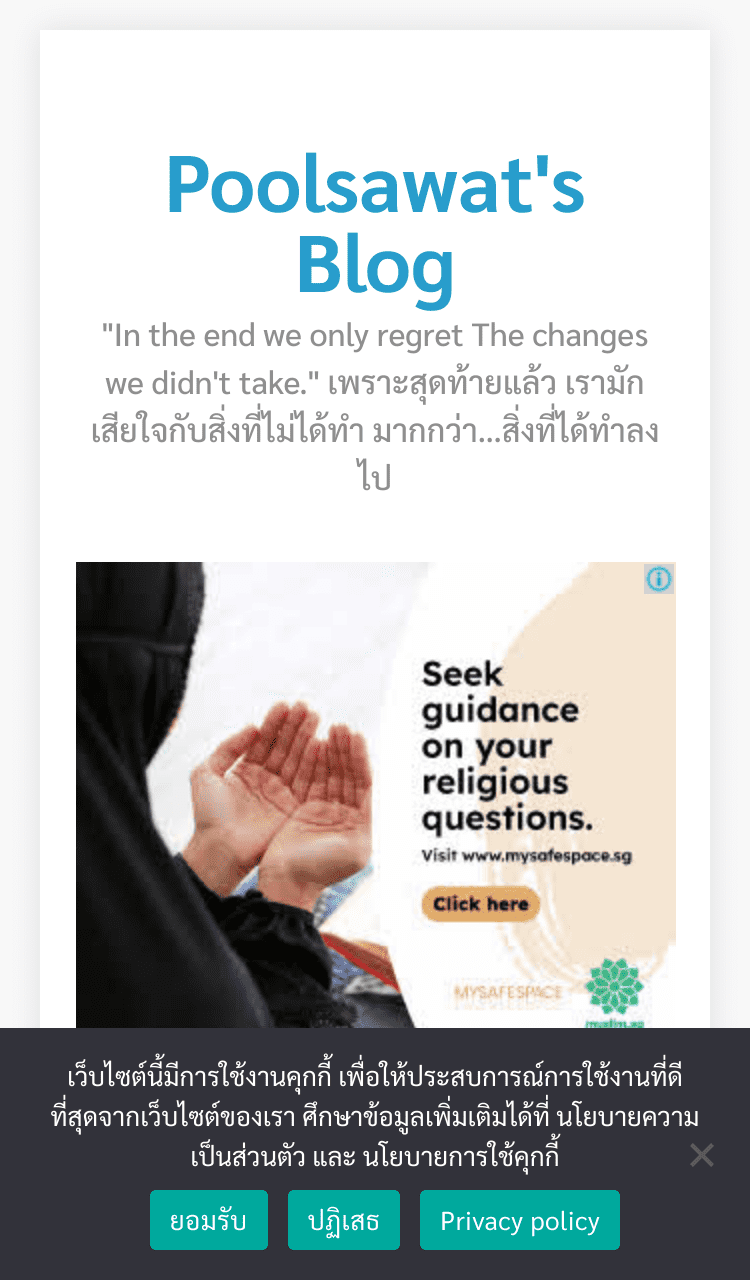 Poolsawat's
Blog
"In the end we only regret The changes
we didn't take." เพราะสุดท้ายแล้ว เรามัก
เสียใจกับสิ่งที่ไม่ได้ทำ มากกว่า...สิ่งที่ได้ทำลง
ไป
Seek
guidance
on your
religious
questions.
Visit www.mysafespace.sg
Click here
MYSAFESPACE
muslim.sg
เว็บไซต์นี้มีการใช้งานคุกกี้ เพื่อให้ประสบการณ์การใช้งานที่ดี
ที่สุดจากเว็บไซต์ของเรา ศึกษาข้อมูลเพิ่มเติมได้ที่ นโยบายความ
เป็นส่วนตัว และ นโยบายการใช้คุกกี้
ยอมรับ ปฏิเสธ Privacy policy